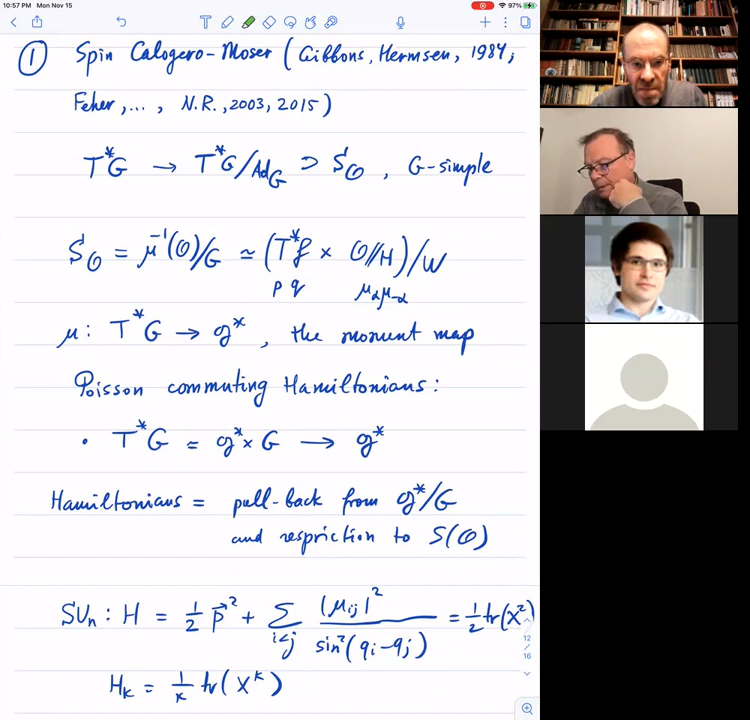 10:57 PM Mon Nov 15
97%
① Spin Calogero-Moser (Gibbons, Hermsen, 1984;
Feher, ..., N.R., 2003, 2015)
T*G → T*G/Ad_G ⊃ S_O, G-simple
S_O = μ⁻¹(O)/G ≃ (T*𝔥 × O//H)/W
p q μ_α μ_-α
μ: T*G → 𝔤*, the moment map
Poisson commuting Hamiltonians:
• T*G ≃ 𝔤* × G → 𝔤*
Hamiltonians = pull-back from 𝔤*/G
and respriction to S(O)
SU_n: H = 1/2 p⃗² + Σ_{i<j} |μ_ij|² / sin²(q_i - q_j) = 1/2 tr(X²)
H_k = 1/k tr(X^k)
12
/
16